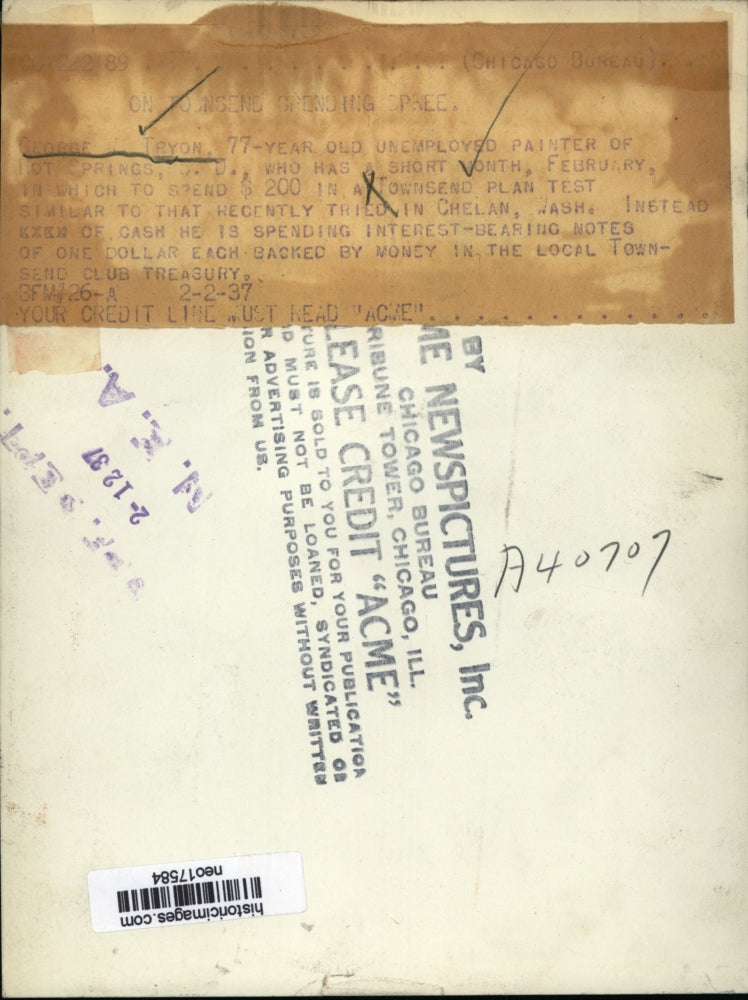 (CHICAGO BUREAU)
ON TOWNSEND SPENDING SPREE.
GEORGE TRYON, 77-YEAR OLD UNEMPLOYED PAINTER OF
HOT SPRINGS, S. D., WHO HAS A SHORT MONTH, FEBRUARY,
IN WHICH TO SPEND $ 200 IN A TOWNSEND PLAN TEST
SIMILAR TO THAT RECENTLY TRIED IN CHELAN, WASH. INSTEAD
OF CASH HE IS SPENDING INTEREST-BEARING NOTES
OF ONE DOLLAR EACH BACKED BY MONEY IN THE LOCAL TOWN-
SEND CLUB TREASURY.
BFM#26-A 2-2-37
YOUR CREDIT LINE MUST READ "ACME"
BY
ME NEWSPICTURES, Inc.
CHICAGO BUREAU
RIBUNE TOWER, CHICAGO, ILL.
LEASE CREDIT "ACME"
TURE IS SOLD TO YOU FOR YOUR PUBLICATION
D MUST NOT BE LOANED, SYNDICATED OR
R ADVERTISING PURPOSES WITHOUT WRITTEN
ION FROM US.
N. E. A.
2-12 37
DEPT.
A40707
historicimages.com
neo17584